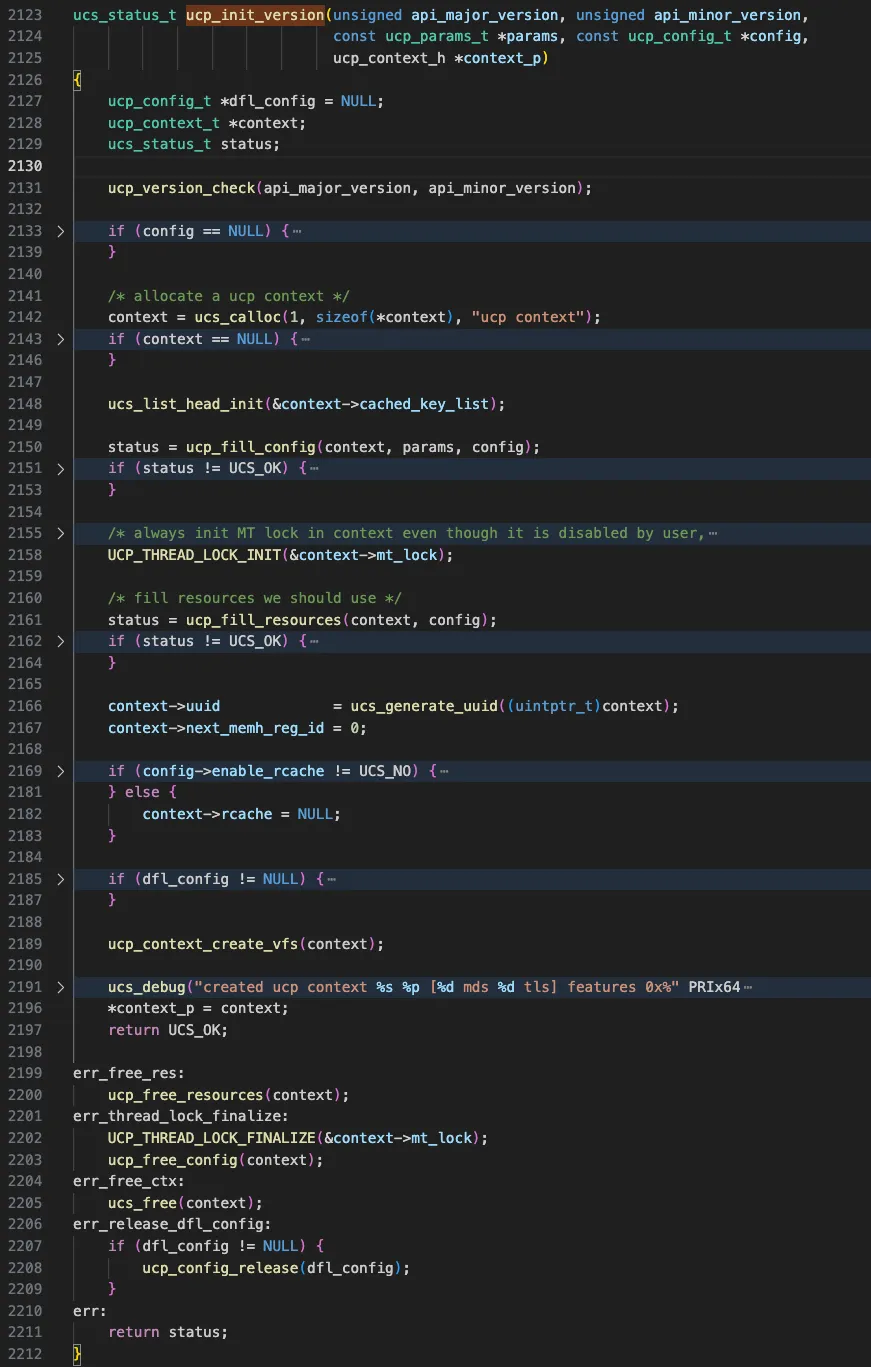 2123 ucs_status_t ucp_init_version(unsigned api_major_version, unsigned api_minor_version,
2124 const ucp_params_t *params, const ucp_config_t *config,
2125 ucp_context_h *context_p)
2126 {
2127 ucp_config_t *dfl_config = NULL;
2128 ucp_context_t *context;
2129 ucs_status_t status;
2130
2131 ucp_version_check(api_major_version, api_minor_version);
2132
2133 > if (config == NULL) {⋯
2139 }
2140
2141 /* allocate a ucp context */
2142 context = ucs_calloc(1, sizeof(*context), "ucp context");
2143 > if (context == NULL) {⋯
2146 }
2147
2148 ucs_list_head_init(&context->cached_key_list);
2149
2150 status = ucp_fill_config(context, params, config);
2151 > if (status != UCS_OK) {⋯
2153 }
2154
2155 > /* always init MT lock in context even though it is disabled by user,⋯
2158 UCP_THREAD_LOCK_INIT(&context->mt_lock);
2159
2160 /* fill resources we should use */
2161 status = ucp_fill_resources(context, config);
2162 > if (status != UCS_OK) {⋯
2164 }
2165
2166 context->uuid = ucs_generate_uuid((uintptr_t)context);
2167 context->next_memh_reg_id = 0;
2168
2169 > if (config->enable_rcache != UCS_NO) {⋯
2181 } else {
2182 context->rcache = NULL;
2183 }
2184
2185 > if (dfl_config != NULL) {⋯
2187 }
2188
2189 ucp_context_create_vfs(context);
2190
2191 > ucs_debug("created ucp context %s %p [%d mds %d tls] features 0x%" PRIx64⋯
2196 *context_p = context;
2197 return UCS_OK;
2198
2199 err_free_res:
2200 ucp_free_resources(context);
2201 err_thread_lock_finalize:
2202 UCP_THREAD_LOCK_FINALIZE(&context->mt_lock);
2203 ucp_free_config(context);
2204 err_free_ctx:
2205 ucs_free(context);
2206 err_release_dfl_config:
2207 if (dfl_config != NULL) {
2208 ucp_config_release(dfl_config);
2209 }
2210 err:
2211 return status;
2212 }